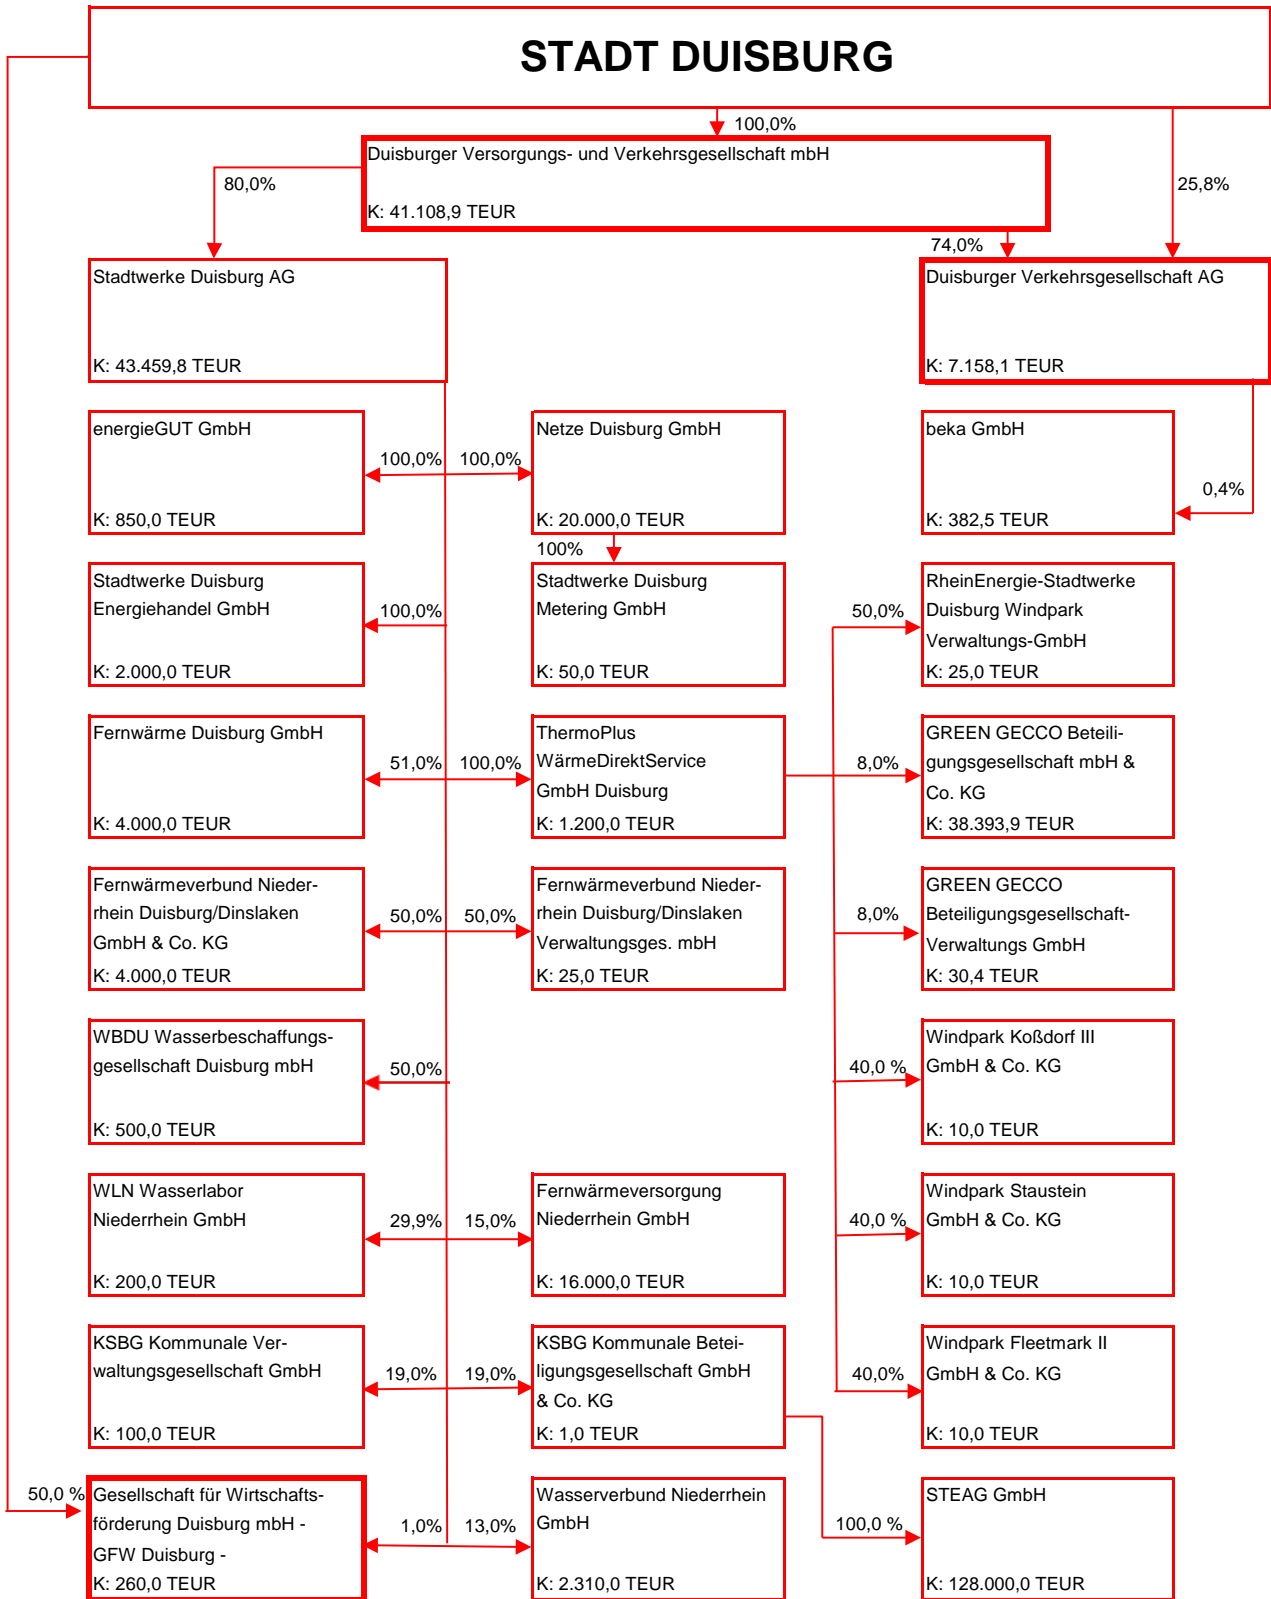 STADT DUISBURG
100,0%
Duisburger Versorgungs- und Verkehrsgesellschaft mbH
K: 41.108,9 TEUR
80,0%
25,8%
74,0%
Stadtwerke Duisburg AG
K: 43.459,8 TEUR
Duisburger Verkehrsgesellschaft AG
K: 7.158,1 TEUR
energieGUT GmbH
K: 850,0 TEUR
100,0%
100,0%
Netze Duisburg GmbH
K: 20.000,0 TEUR
beka GmbH
K: 382,5 TEUR
0,4%
100%
Stadtwerke Duisburg
Energiehandel GmbH
K: 2.000,0 TEUR
100,0%
Stadtwerke Duisburg
Metering GmbH
K: 50,0 TEUR
50,0%
RheinEnergie-Stadtwerke
Duisburg Windpark
Verwaltungs-GmbH
K: 25,0 TEUR
Fernwärme Duisburg GmbH
K: 4.000,0 TEUR
51,0%
100,0%
ThermoPlus
WärmeDirektService
GmbH Duisburg
K: 1.200,0 TEUR
8,0%
GREEN GECCO Beteili-
gungsgesellschaft mbH &
Co. KG
K: 38.393,9 TEUR
Fernwärmeverbund Nieder-
rhein Duisburg/Dinslaken
GmbH & Co. KG
K: 4.000,0 TEUR
50,0%
50,0%
Fernwärmeverbund Nieder-
rhein Duisburg/Dinslaken
Verwaltungsges. mbH
K: 25,0 TEUR
8,0%
GREEN GECCO
Beteiligungsgesellschaft-
Verwaltungs GmbH
K: 30,4 TEUR
WBDU Wasserbeschaffungs-
gesellschaft Duisburg mbH
K: 500,0 TEUR
50,0%
40,0 %
Windpark Koßdorf III
GmbH & Co. KG
K: 10,0 TEUR
WLN Wasserlabor
Niederrhein GmbH
K: 200,0 TEUR
29,9%
15,0%
Fernwärmeversorgung
Niederrhein GmbH
K: 16.000,0 TEUR
40,0 %
Windpark Staustein
GmbH & Co. KG
K: 10,0 TEUR
KSBG Kommunale Ver-
waltungsgesellschaft GmbH
K: 100,0 TEUR
19,0%
19,0%
KSBG Kommunale Betei-
ligungsgesellschaft GmbH
& Co. KG
K: 1,0 TEUR
40,0%
Windpark Fleetmark II
GmbH & Co. KG
K: 10,0 TEUR
50,0 %
Gesellschaft für Wirtschafts-
förderung Duisburg mbH -
GFW Duisburg -
K: 260,0 TEUR
1,0%
13,0%
Wasserverbund Niederrhein
GmbH
K: 2.310,0 TEUR
100,0 %
STEAG GmbH
K: 128.000,0 TEUR